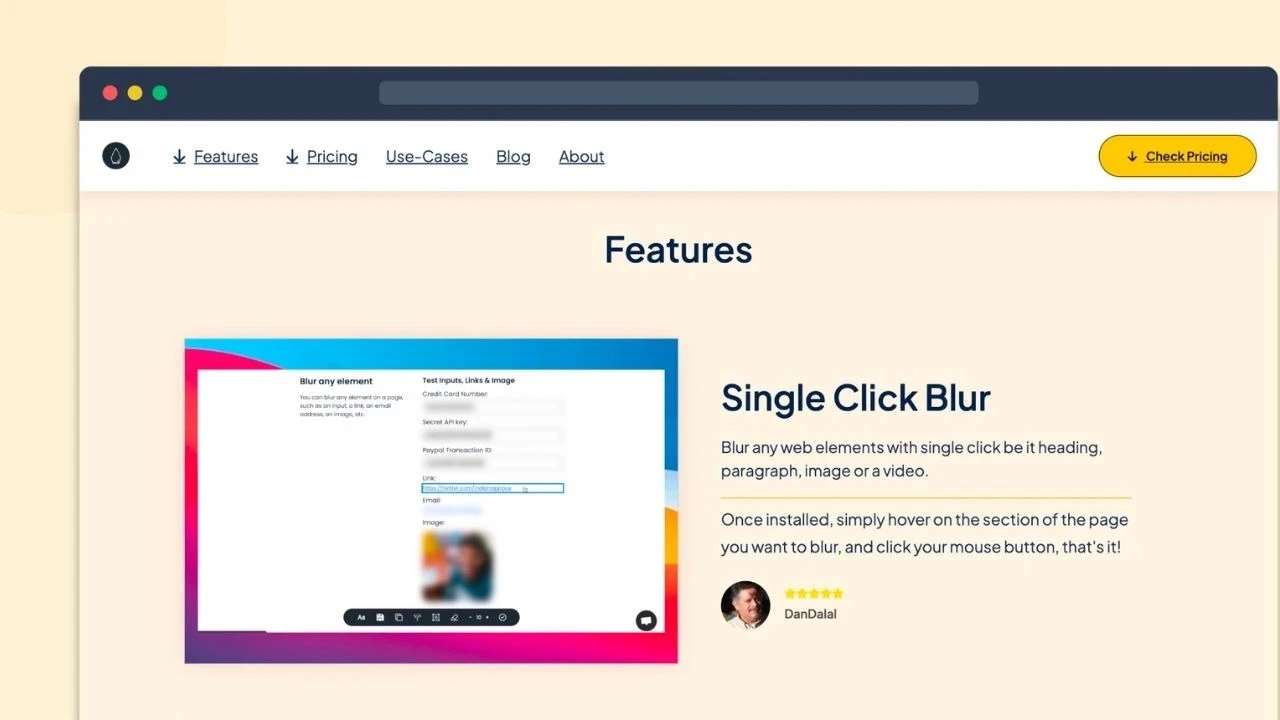 Features
Pricing
Use-Cases
Blog
About
Check Pricing
Features
Blur any element
You can blur any element on a page,
such as an input, a link, an email
address, an image, etc.
Test Inputs, Links & Image
Credit Card Number:
Secret API key:
Paypal Transaction ID:
Link:
Email:
Image:
Aa
- 10 +
Single Click Blur
Blur any web elements with single click be it heading,
paragraph, image or a video.
Once installed, simply hover on the section of the page
you want to blur, and click your mouse button, that's it!
DanDalal